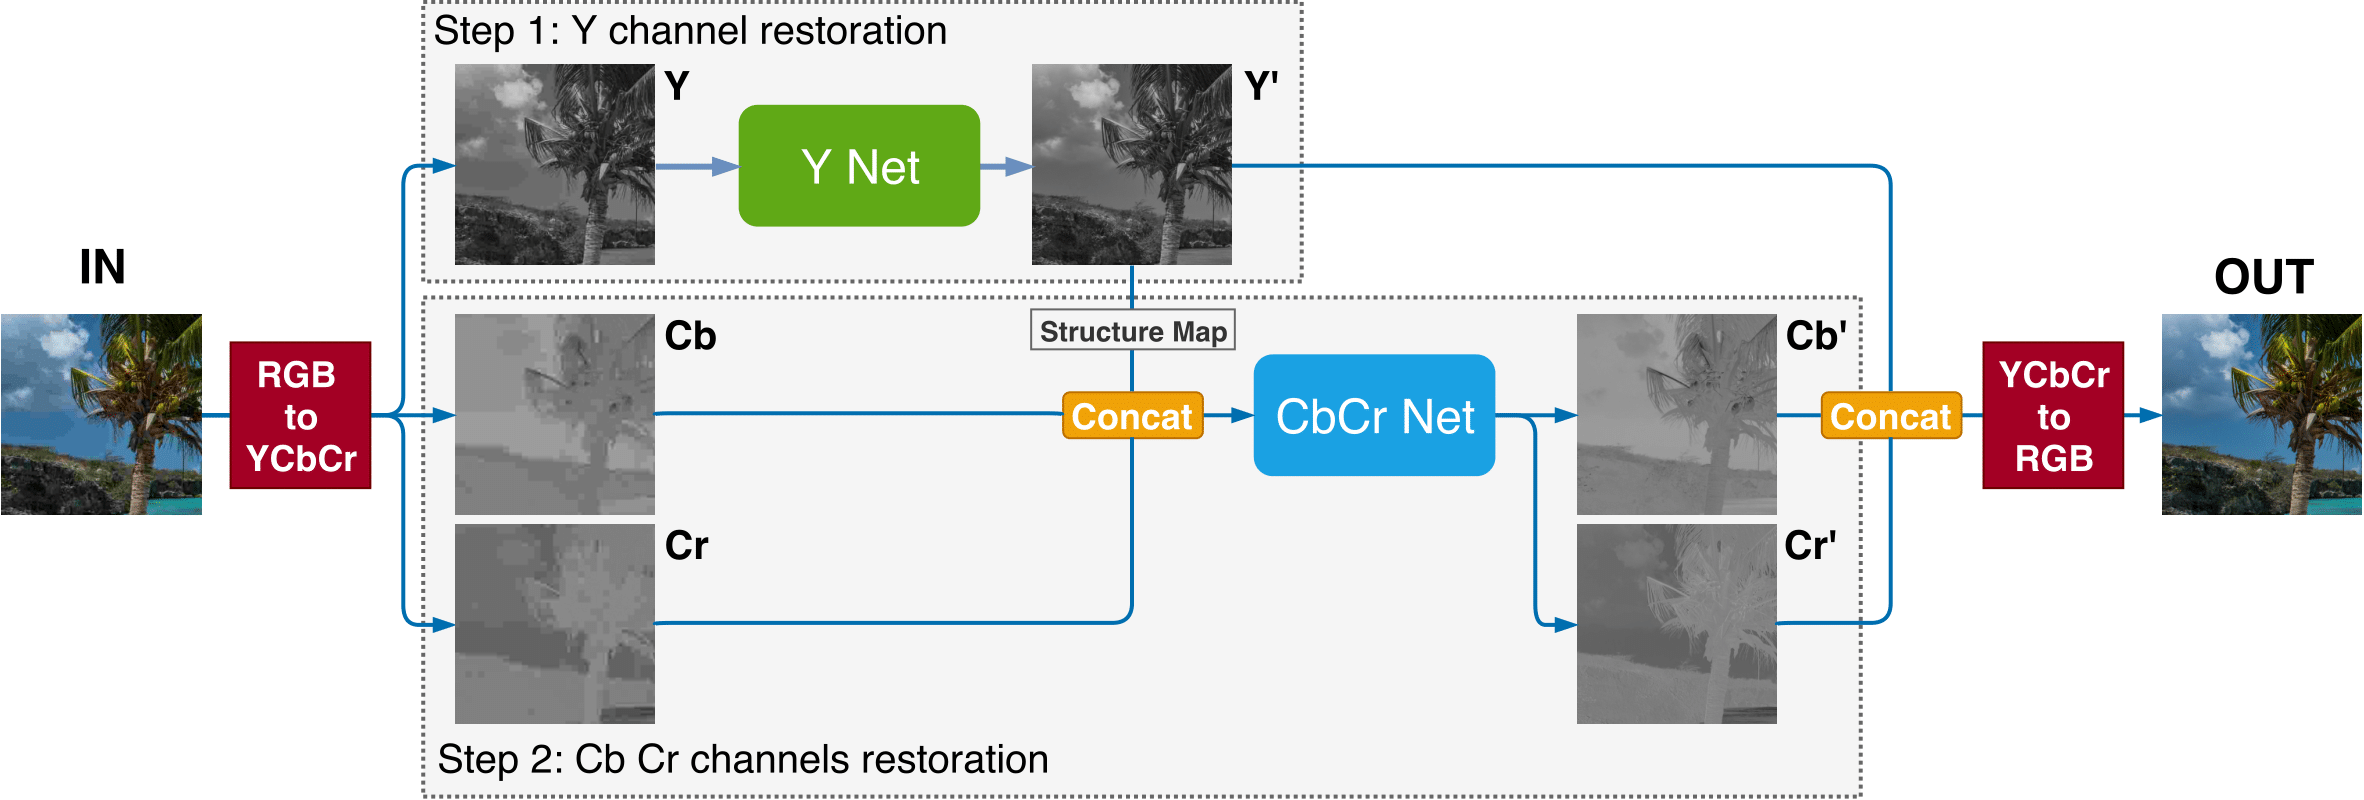 Step 1: Y channel restoration
Y
Y Net
Y'
IN
RGB
to
YCbCr
Cb
Structure Map
Concat
CbCr Net
Cb'
Concat
YCbCr
to
RGB
OUT
Cr
Cr'
Step 2: Cb Cr channels restoration